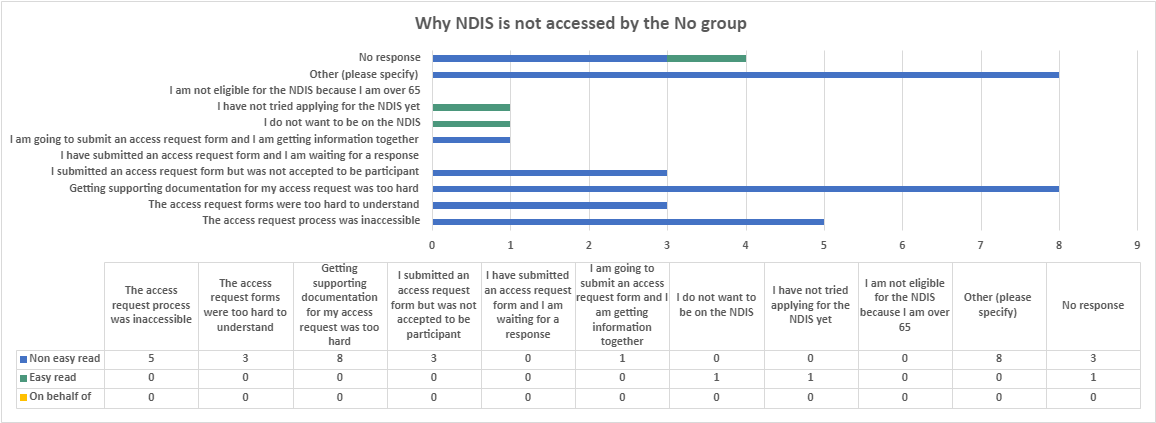 Why NDIS is not accessed by the No group
No response
Other (please specify)
I am not eligible for the NDIS because I am over 65
I have not tried applying for the NDIS yet
I do not want to be on the NDIS
I am going to submit an access request form and I am getting information together
I have submitted an access request form and I am waiting for a response
I submitted an access request form but was not accepted to be participant
Getting supporting documentation for my access request was too hard
The access request forms were too hard to understand
The access request process was inaccessible
0 1 2 3 4 5 6 7 8 9
The access
request process
was inaccessible
The access
request forms
were too hard to
understand
Getting
supporting
documentation
for my access
request was too
hard
I submitted an
access request
form but was not
accepted to be
participant
I have submitted
an access request
form and I am
waiting for a
response
I am going to
submit an access
request form and I
am getting
information
together
I do not want to
be on the NDIS
I have not tried
applying for the
NDIS yet
I am not eligible
for the NDIS
because I am over
65
Other (please
specify)
No response
Non easy read 5 3 8 3 0 1 0 0 0 8 3
Easy read 0 0 0 0 0 0 1 1 0 0 1
On behalf of 0 0 0 0 0 0 0 0 0 0 0